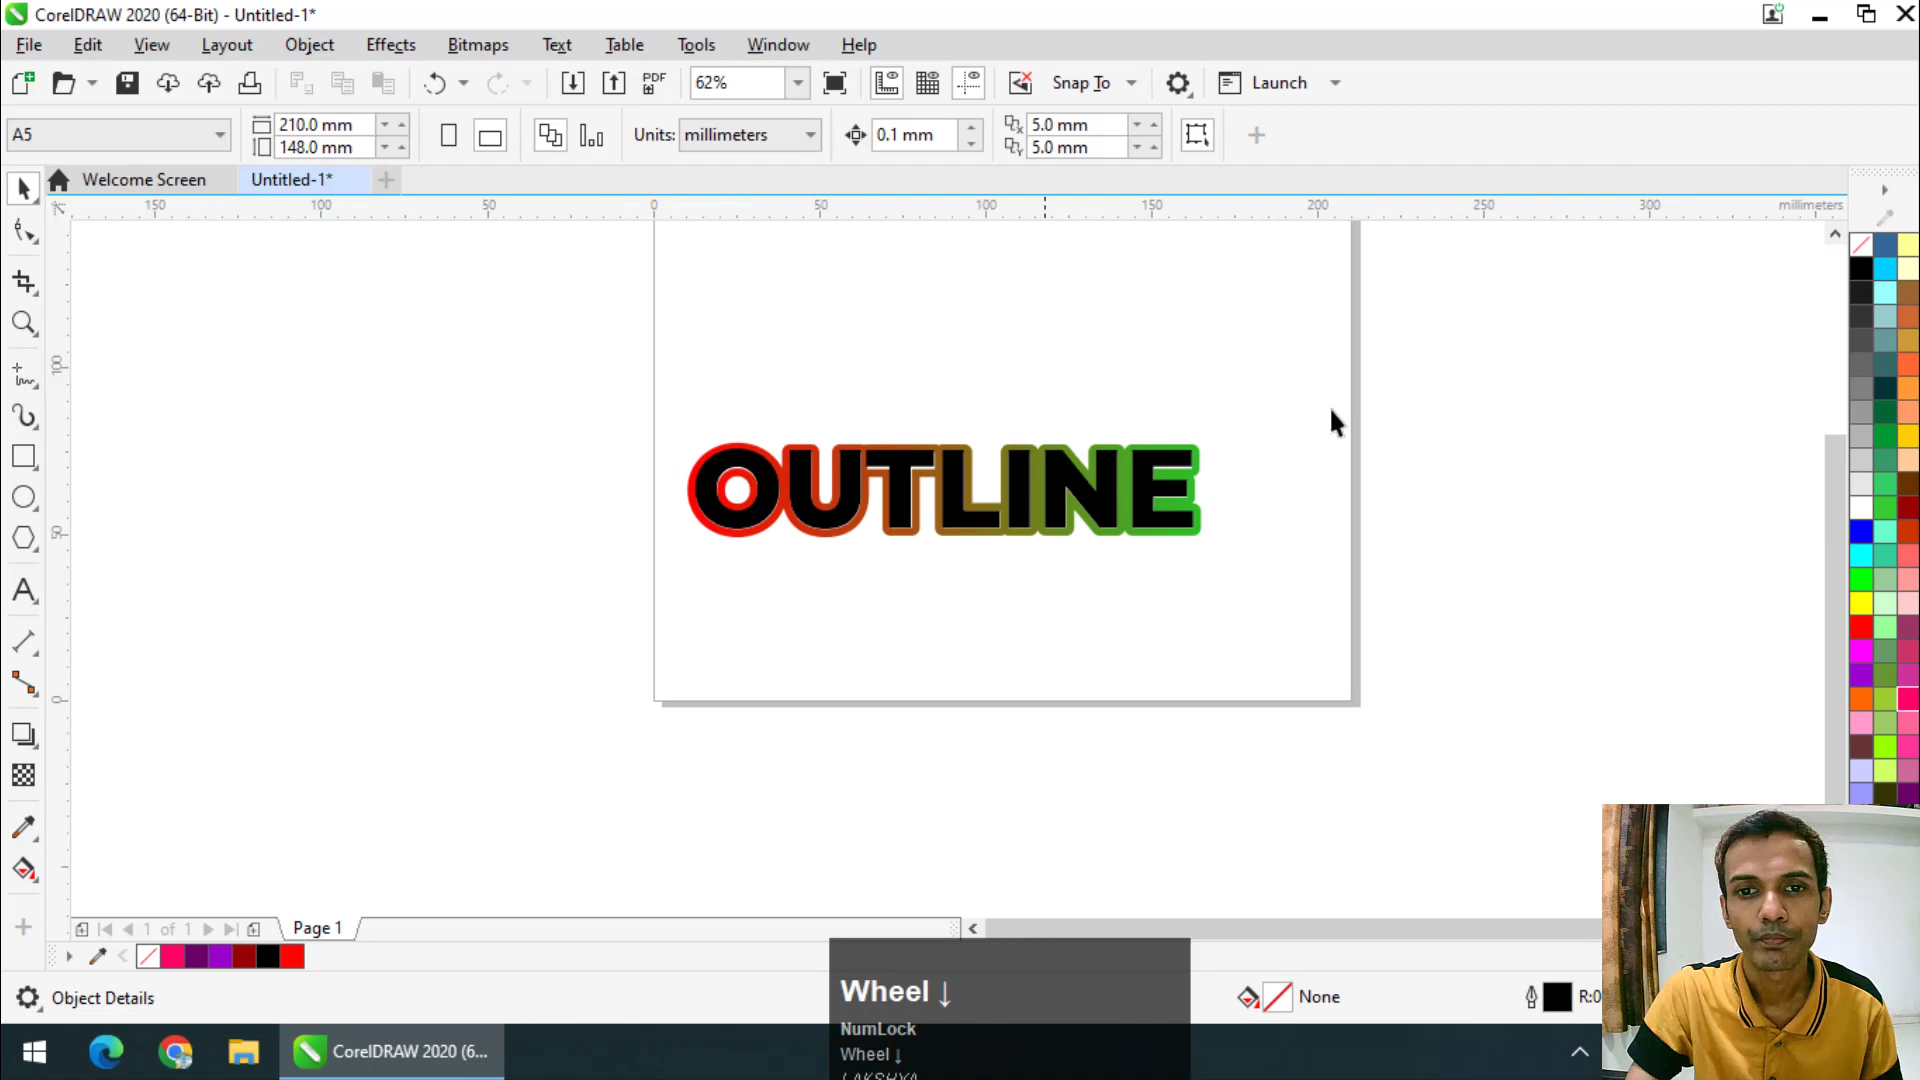 CorelDRAW 2020 (64-Bit) - Untitled-1*
File Edit View Layout Object Effects Bitmaps Text Table Tools Window Help
PDF 62% Snap To Launch
A5 210.0 mm 148.0 mm Units: millimeters 0.1 mm 5.0 mm 5.0 mm
Welcome Screen Untitled-1*
150 100 50 0 50 100 150 200 250 300 millimeters
100
50
0
OUTLINE
1 of 1 Page 1
Wheel ↓
NumLock
Wheel ↓
LAKSHYA
Object Details None R:0
CorelDRAW 2020 (6...